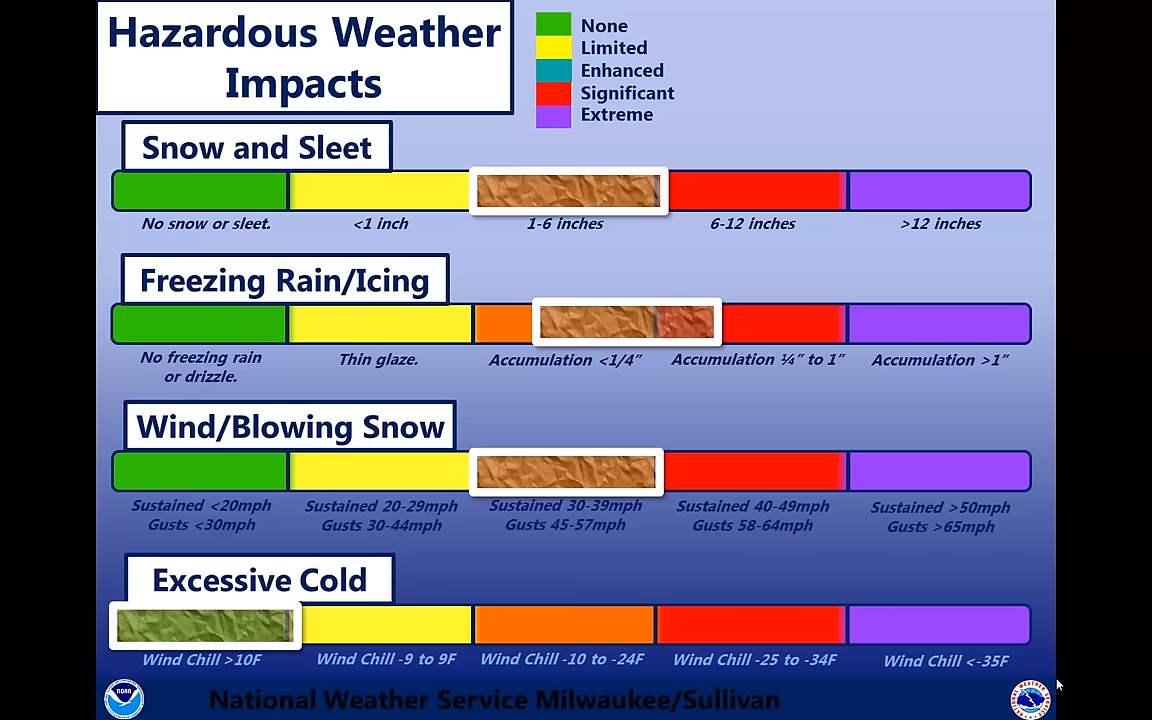 Hazardous Weather
Impacts
None
Limited
Enhanced
Significant
Extreme
Snow and Sleet
No snow or sleet.
<1 inch
1-6 inches
6-12 inches
>12 inches
Freezing Rain/Icing
No freezing rain
or drizzle.
Thin glaze.
Accumulation <1/4”
Accumulation ¼” to 1”
Accumulation >1”
Wind/Blowing Snow
Sustained <20mph
Gusts <30mph
Sustained 20-29mph
Gusts 30-44mph
Sustained 30-39mph
Gusts 45-57mph
Sustained 40-49mph
Gusts 58-64mph
Sustained >50mph
Gusts >65mph
Excessive Cold
Wind Chill >10F
Wind Chill -9 to 9F
Wind Chill -10 to -24F
Wind Chill -25 to -34F
Wind Chill <-35F
NOAA
National Weather Service Milwaukee/Sullivan